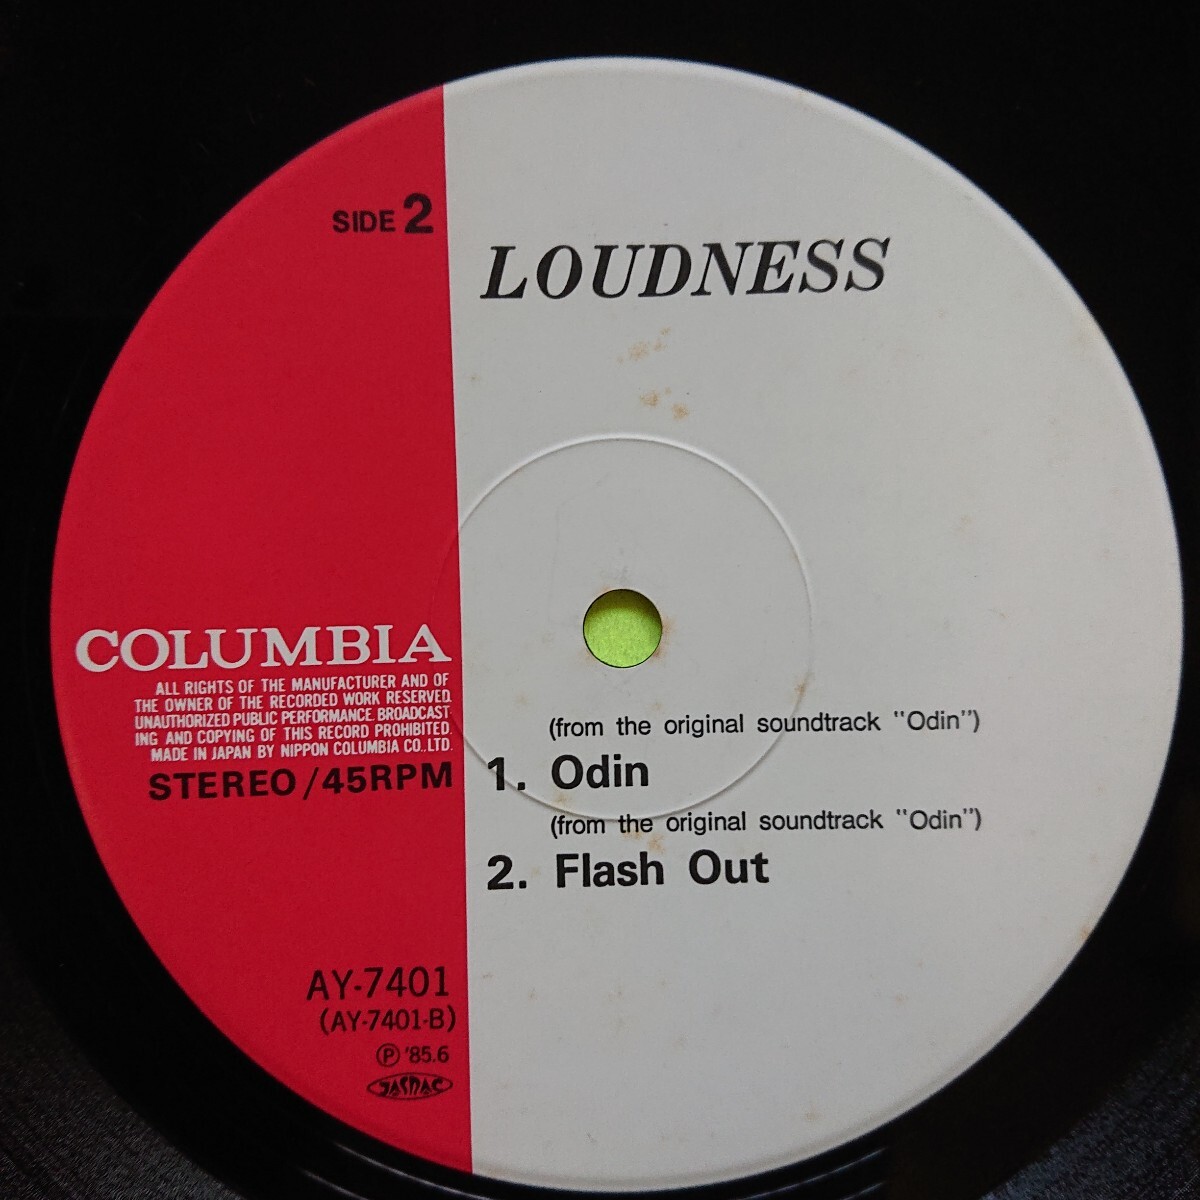 SIDE 2
LOUDNESS
COLUMBIA
ALL RIGHTS OF THE MANUFACTURER AND OF
THE OWNER OF THE RECORDED WORK RESERVED.
UNAUTHORIZED PUBLIC PERFORMANCE. BROADCAST
ING AND COPYING OF THIS RECORD PROHIBITED.
MADE IN JAPAN BY NIPPON COLUMBIA CO.,LTD.
STEREO/45RPM
(from the original soundtrack "Odin")
1. Odin
(from the original soundtrack "Odin")
2. Flash Out
AY-7401
(AY-7401-B)
Ⓟ '85.6
JASRAC